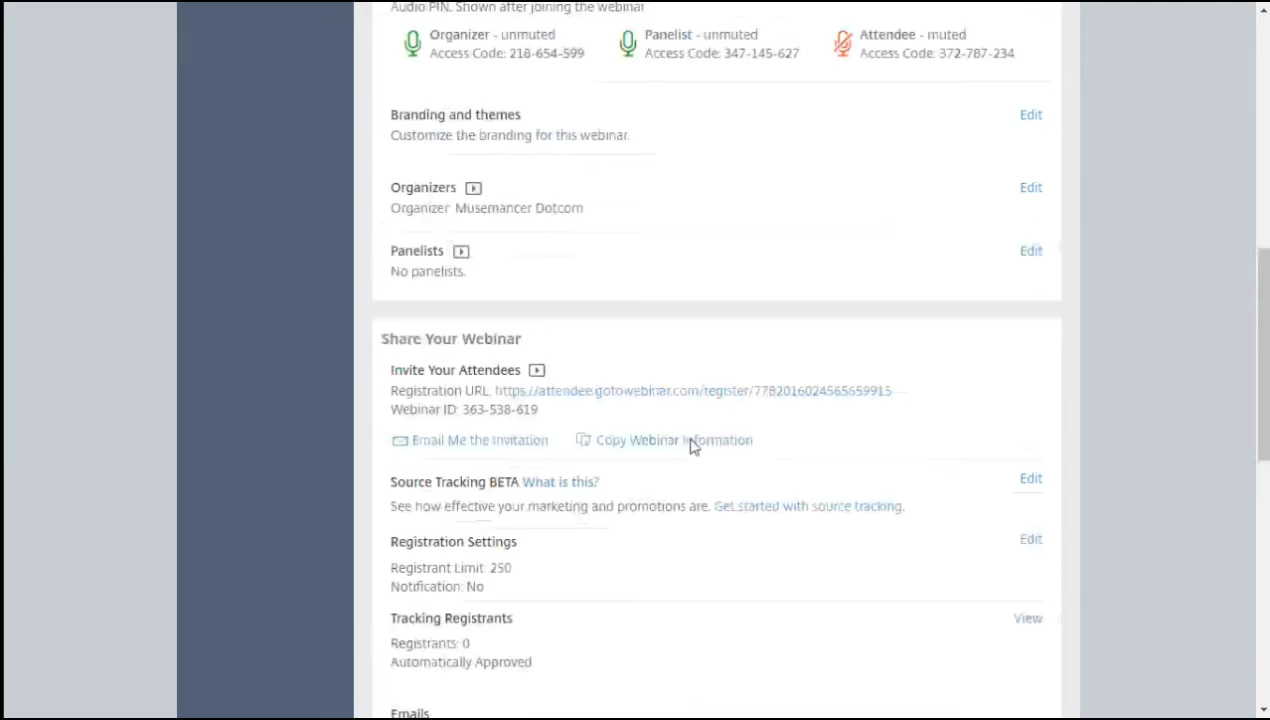 Audio PIN. Shown after joining the webinar
Organizer - unmuted
Access Code: 218-654-599
Panelist - unmuted
Access Code: 347-145-627
Attendee - muted
Access Code: 372-787-234
Branding and themes Edit
Customize the branding for this webinar.
Organizers Edit
Organizer: Musemancer Dotcom
Panelists Edit
No panelists.
Share Your Webinar
Invite Your Attendees
Registration URL: https://attendee.gotowebinar.com/register/7782016024565659915
Webinar ID: 363-538-619
Email Me the Invitation Copy Webinar Information
Source Tracking BETA What is this? Edit
See how effective your marketing and promotions are. Get started with source tracking.
Registration Settings Edit
Registrant Limit: 250
Notification: No
Tracking Registrants View
Registrants: 0
Automatically Approved
Emails